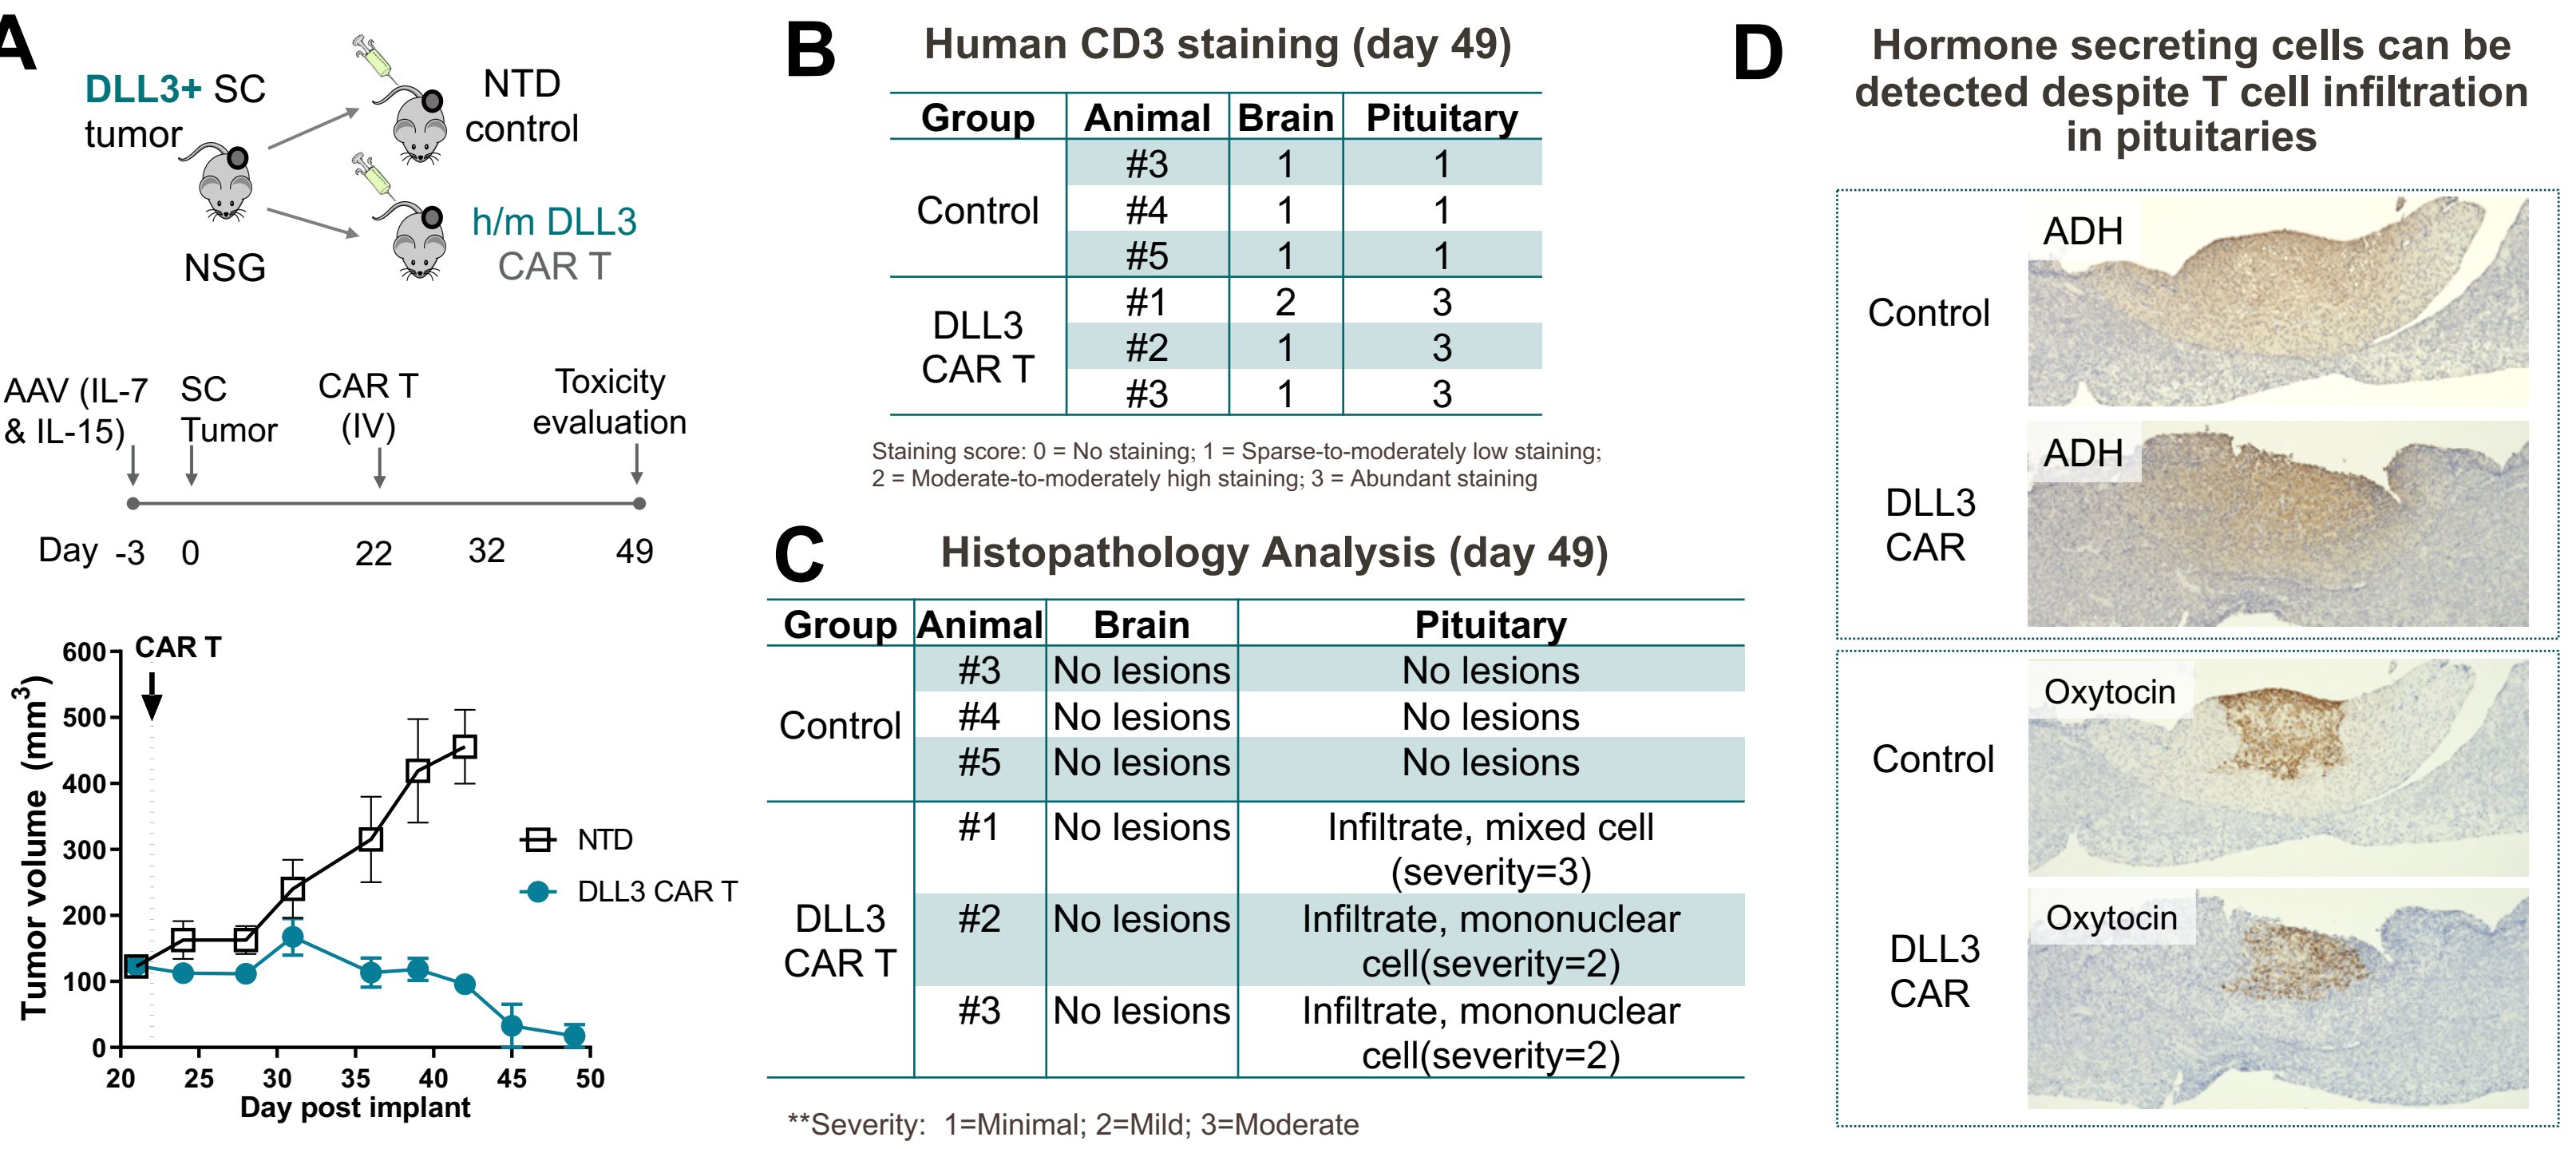 A
DLL3+ SC
tumor
NSG
NTD
control
h/m DLL3
CAR T
AAV (IL-7
& IL-15)
SC
Tumor
CAR T
(IV)
Toxicity
evaluation
Day -3 0 22 32 49
CAR T
Tumor volume (mm3)
600
500
400
300
200
100
0
20 25 30 35 40 45 50
Day post implant
NTD
DLL3 CAR T
B
Human CD3 staining (day 49)
Group Animal Brain Pituitary
Control
#3 1 1
#4 1 1
#5 1 1
DLL3
CAR T
#1 2 3
#2 1 3
#3 1 3
Staining score: 0 = No staining; 1 = Sparse-to-moderately low staining;
2 = Moderate-to-moderately high staining; 3 = Abundant staining
C
Histopathology Analysis (day 49)
Group Animal Brain Pituitary
Control
#3 No lesions No lesions
#4 No lesions No lesions
#5 No lesions No lesions
DLL3
CAR T
#1 No lesions Infiltrate, mixed cell
(severity=3)
#2 No lesions Infiltrate, mononuclear
cell(severity=2)
#3 No lesions Infiltrate, mononuclear
cell(severity=2)
**Severity: 1=Minimal; 2=Mild; 3=Moderate
D
Hormone secreting cells can be
detected despite T cell infiltration
in pituitaries
Control
ADH
DLL3
CAR
ADH
Control
Oxytocin
DLL3
CAR
Oxytocin